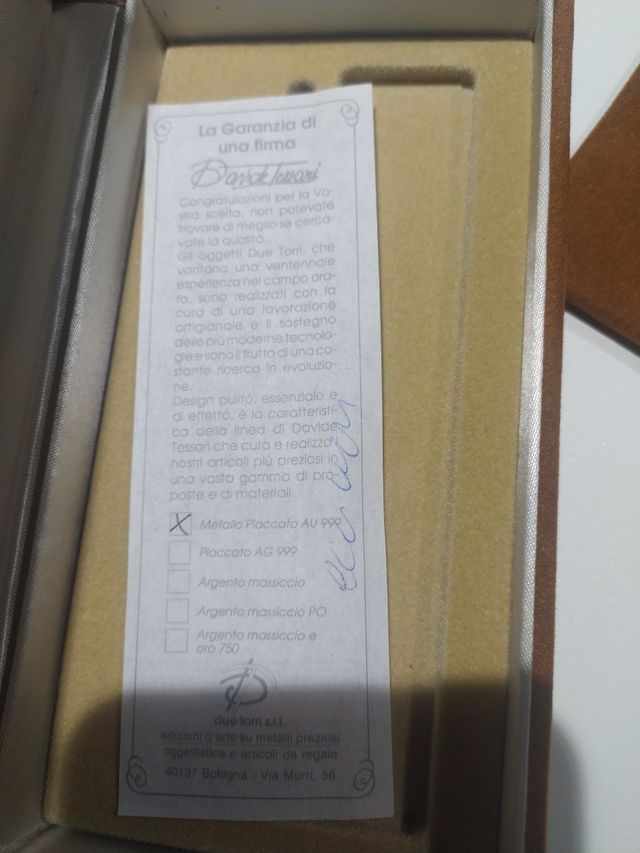 La Garanzia di
una firma
Davide Tessari
Congratulazioni per la Vo-
stra scelta, non potevate
trovare di meglio se cerca-
vate la qualità.
Gli oggetti Due Torri, che
vantano una ventennale
esperienza nel campo ora-
fo, sono realizzati con la
cura di una lavorazione
artigianale e il sostegno
delle più moderne tecnolo-
gie e sono il frutto di una co-
stante ricerca in evoluzio-
ne.
Design pulito, essenziale e
di effetto, è la caratteristi-
ca della linea di Davide
Tessari che cura e realizza
nostri articoli più preziosi in
una vasta gamma di pro-
poste e di materiali.
X Metallo Placcato AU 999
Placcato AG 999
Argento massiccio
Argento massiccio PO
Argento massiccio e
oro 750
due torri s.r.l.
edizioni d'arte su metalli preziosi
oggettistica e articoli da regalo
40137 Bologna - Via Murri, 56